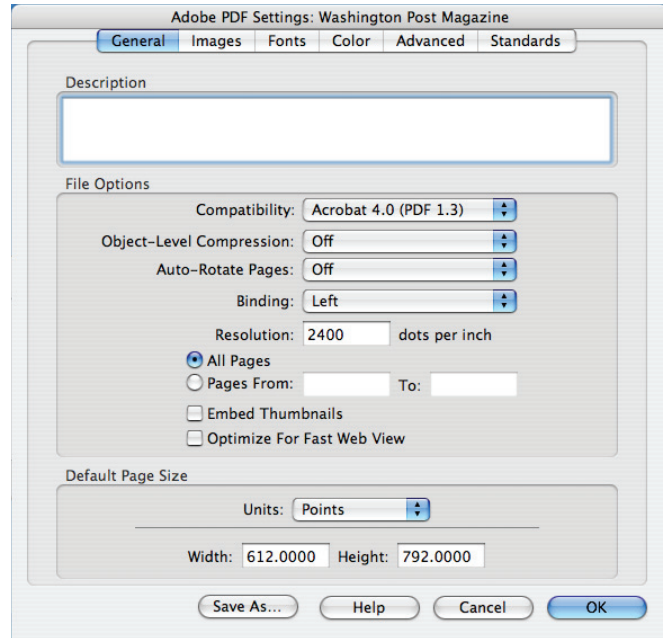 Adobe PDF Settings: Washington Post Magazine
General Images Fonts Color Advanced Standards
Description
File Options
Compatibility: Acrobat 4.0 (PDF 1.3)
Object-Level Compression: Off
Auto-Rotate Pages: Off
Binding: Left
Resolution: 2400 dots per inch
All Pages
Pages From: To:
Embed Thumbnails
Optimize For Fast Web View
Default Page Size
Units: Points
Width: 612.0000 Height: 792.0000
Save As... Help Cancel OK